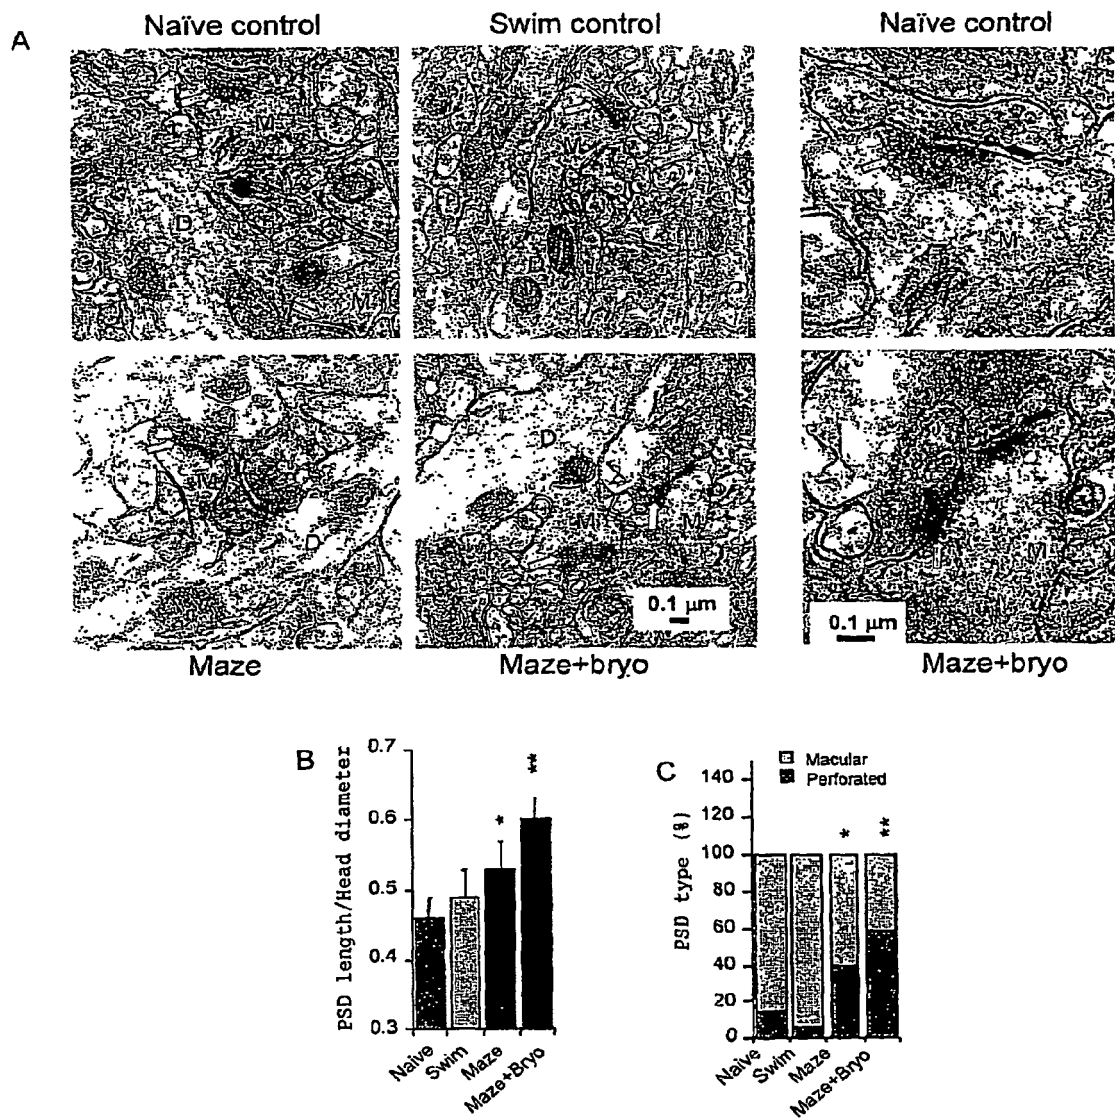 A
Naïve control
Swim control
Naïve control
M
D
M
M
M
M
D
D
M
M
M
0.1 μm
0.1 μm
Maze
Maze+bryo
Maze+bryo
B
PSD length/Head diameter
0.7
0.6
0.5
0.4
0.3
*
**
Naïve
Swim
Maze
Maze+Bryo
C
Macular
Perforated
PSD type (%)
140
120
100
80
60
40
20
0
*
**
Naïve
Swim
Maze
Maze+Bryo